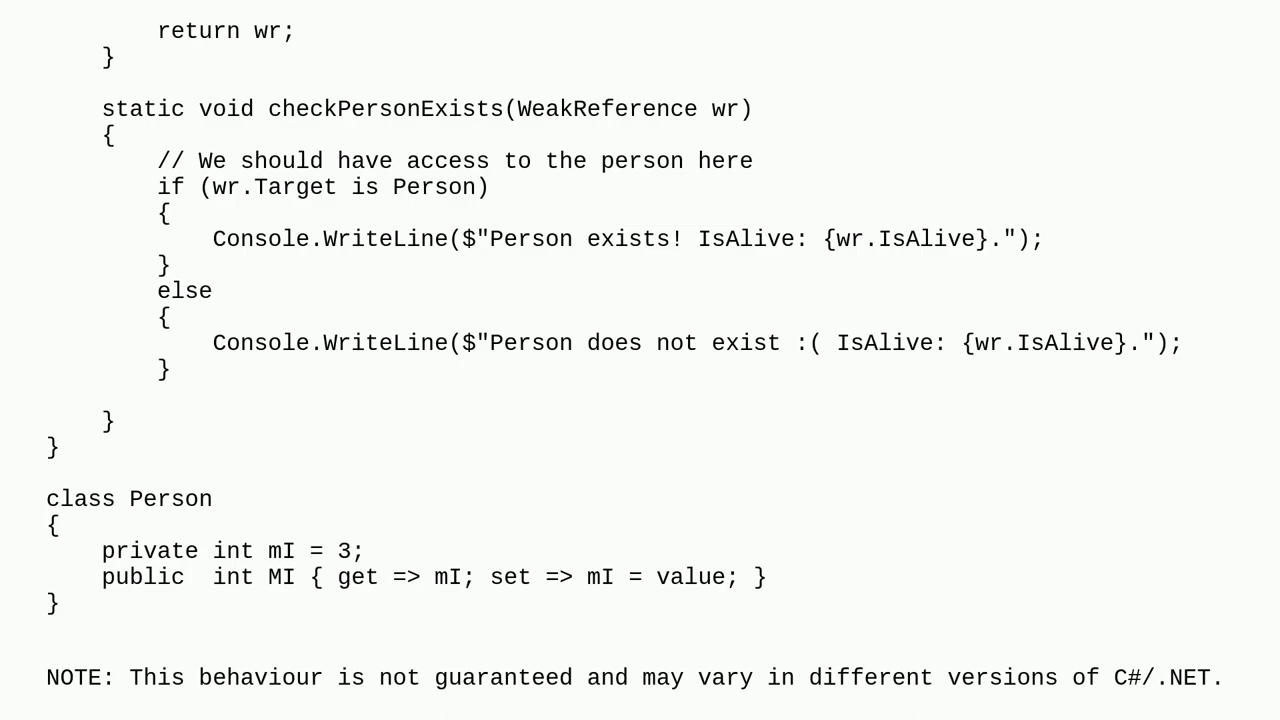 return wr;
    }

    static void checkPersonExists(WeakReference wr)
    {
        // We should have access to the person here
        if (wr.Target is Person)
        {
            Console.WriteLine($"Person exists! IsAlive: {wr.IsAlive}.");
        }
        else
        {
            Console.WriteLine($"Person does not exist :( IsAlive: {wr.IsAlive}.");
        }

    }
}

class Person
{
    private int mI = 3;
    public  int MI { get => mI; set => mI = value; }
}

NOTE: This behaviour is not guaranteed and may vary in different versions of C#/.NET.